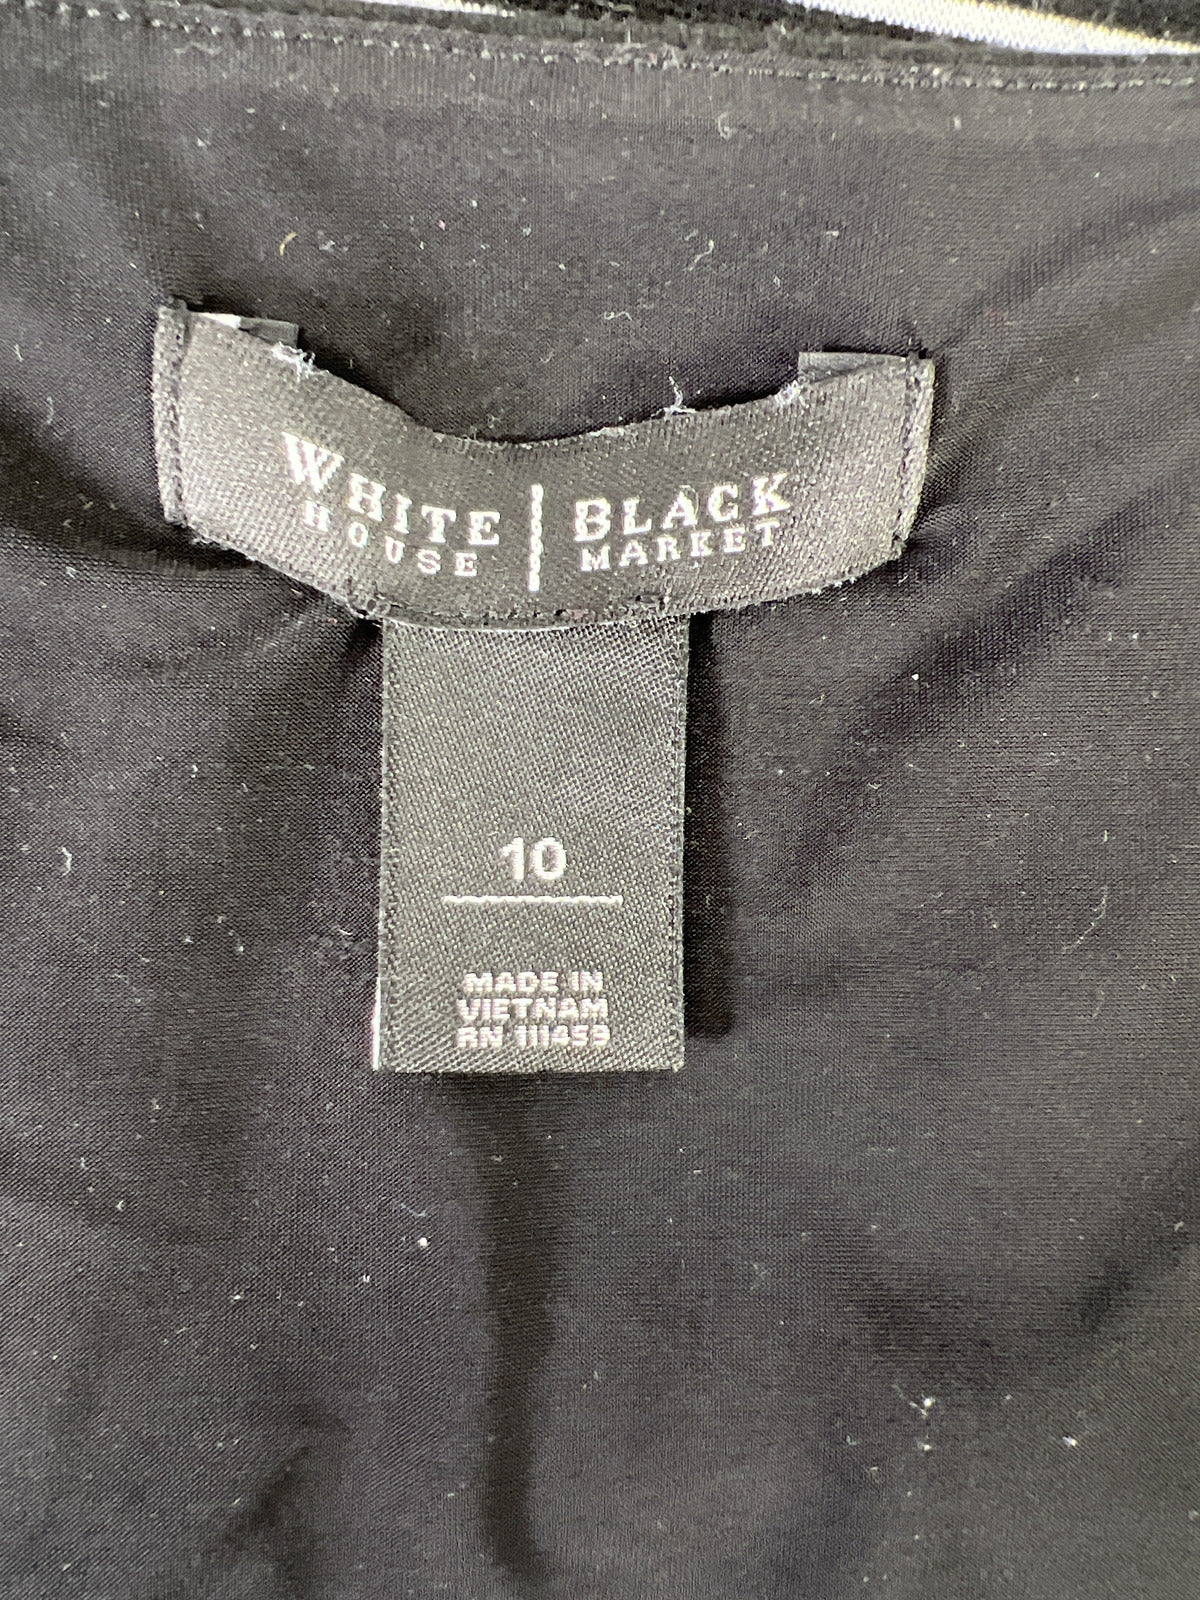 WHITE | BLACK
HOUSE | MARKET
10
MADE IN
VIETNAM
RN 111459